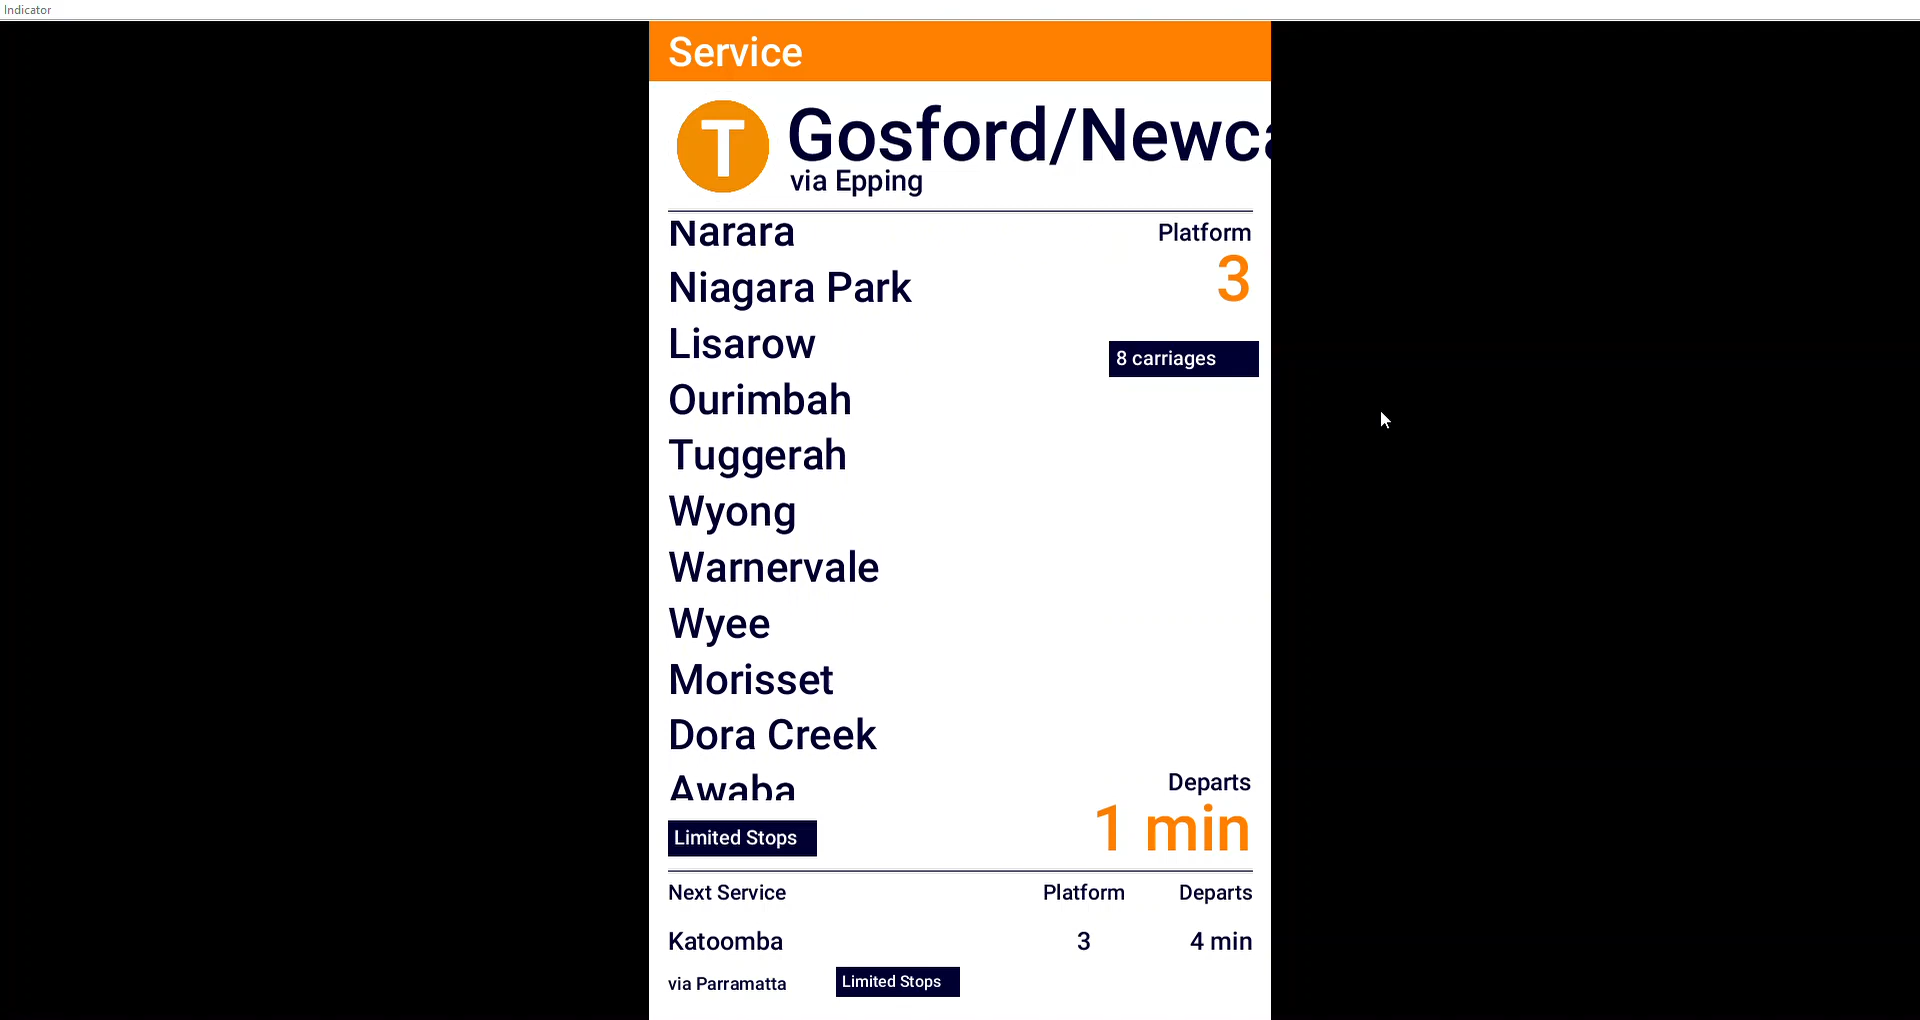 Indicator
Service
T
Gosford/Newca
via Epping
Narara
Platform
Niagara Park
3
Lisarow
8 carriages
Ourimbah
Tuggerah
Wyong
Warnervale
Wyee
Morisset
Dora Creek
Awaba
Departs
1 min
Limited Stops
Next Service Platform Departs
Katoomba 3 4 min
via Parramatta Limited Stops